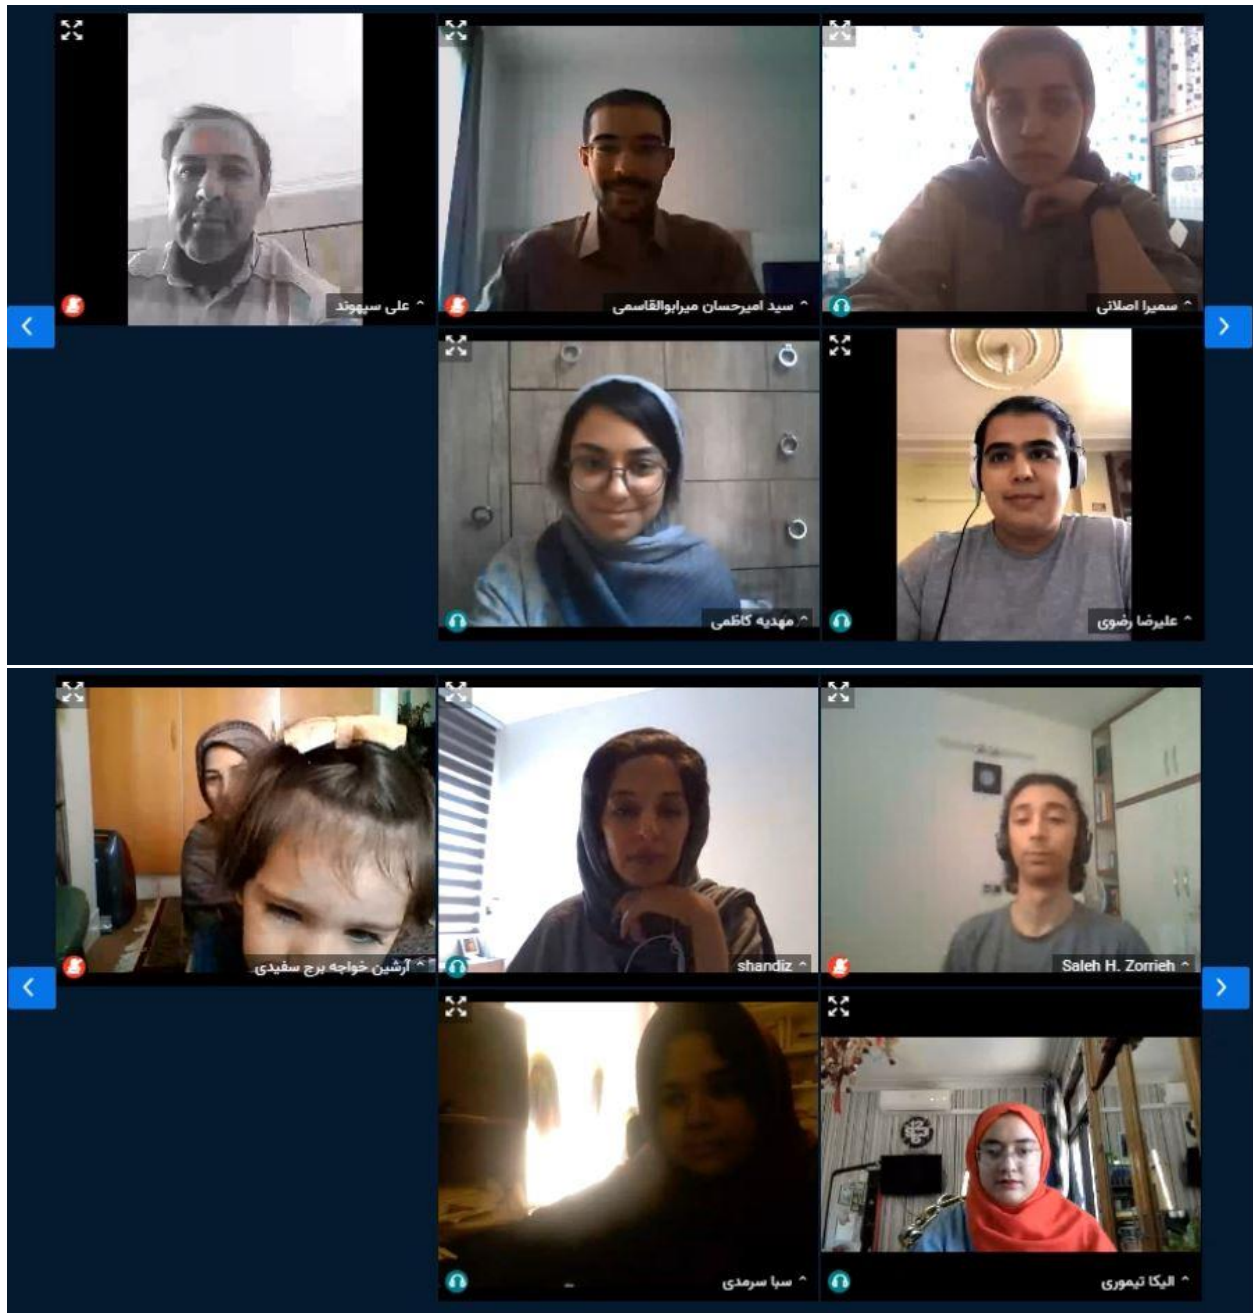 علی سپهوند
سید امیرحسان میرابوالقاسمی
سمیرا اصلانی
مهدیه کاظمی
علیرضا رضوی
آرشین خواجه برج سفیدی
shandiz
Saleh H. Zorrieh
سبا سرمدی
الیکا تیموری